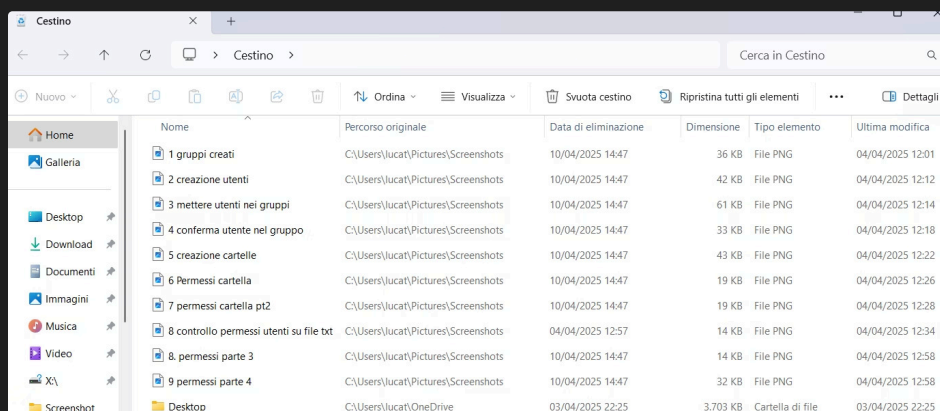 Cestino
Cestino
Cerca in Cestino
Nuovo
Ordina
Visualizza
Svuota cestino
Ripristina tutti gli elementi
Dettagli
Home
Galleria
Desktop
Download
Documenti
Immagini
Musica
Video
X:\
Screenshot
Nome Percorso originale Data di eliminazione Dimensione Tipo elemento Ultima modifica
1 gruppi creati C:\Users\lucat\Pictures\Screenshots 10/04/2025 14:47 36 KB File PNG 04/04/2025 12:01
2 creazione utenti C:\Users\lucat\Pictures\Screenshots 10/04/2025 14:47 42 KB File PNG 04/04/2025 12:12
3 mettere utenti nei gruppi C:\Users\lucat\Pictures\Screenshots 10/04/2025 14:47 61 KB File PNG 04/04/2025 12:14
4 conferma utente nel gruppo C:\Users\lucat\Pictures\Screenshots 10/04/2025 14:47 33 KB File PNG 04/04/2025 12:18
5 creazione cartelle C:\Users\lucat\Pictures\Screenshots 10/04/2025 14:47 43 KB File PNG 04/04/2025 12:22
6 Permessi cartella C:\Users\lucat\Pictures\Screenshots 10/04/2025 14:47 19 KB File PNG 04/04/2025 12:26
7 permessi cartella pt2 C:\Users\lucat\Pictures\Screenshots 10/04/2025 14:47 19 KB File PNG 04/04/2025 12:28
8 controllo permessi utenti su file txt C:\Users\lucat\Pictures\Screenshots 04/04/2025 12:57 14 KB File PNG 04/04/2025 12:34
8. permessi parte 3 C:\Users\lucat\Pictures\Screenshots 10/04/2025 14:47 14 KB File PNG 04/04/2025 12:58
9 permessi parte 4 C:\Users\lucat\Pictures\Screenshots 10/04/2025 14:47 32 KB File PNG 04/04/2025 12:58
Desktop C:\Users\lucat\OneDrive 03/04/2025 22:25 3.703 KB Cartella di file 03/04/2025 22:25